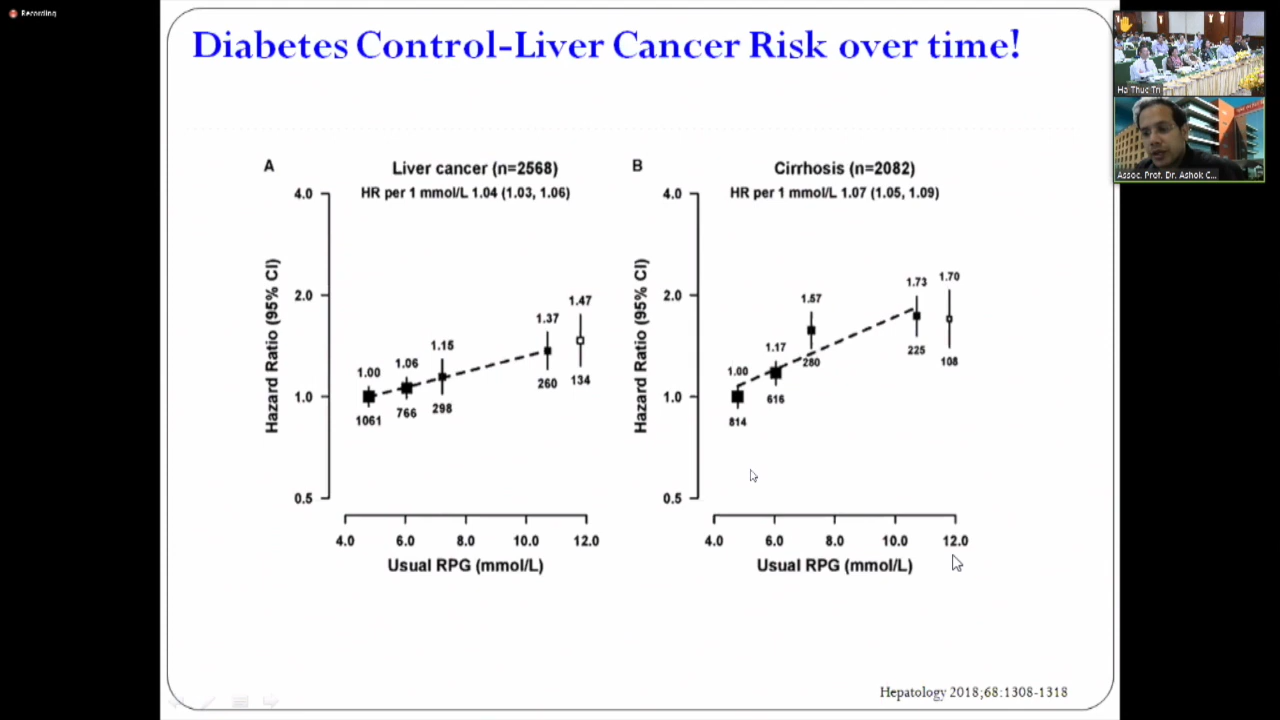 Recording
Diabetes Control-Liver Cancer Risk over time!
Ha Thuc Tri
Assoc. Prof. Dr. Ashok C...
A
Liver cancer (n=2568)
HR per 1 mmol/L 1.04 (1.03, 1.06)
Hazard Ratio (95% CI)
4.0
2.0
1.0
0.5
1.00
1.06
1.15
1.37
1.47
1061
766
298
260
134
4.0 6.0 8.0 10.0 12.0
Usual RPG (mmol/L)
B
Cirrhosis (n=2082)
HR per 1 mmol/L 1.07 (1.05, 1.09)
Hazard Ratio (95% CI)
4.0
2.0
1.0
0.5
1.00
1.17
1.57
1.73
1.70
814
616
280
225
108
4.0 6.0 8.0 10.0 12.0
Usual RPG (mmol/L)
Hepatology 2018;68:1308-1318